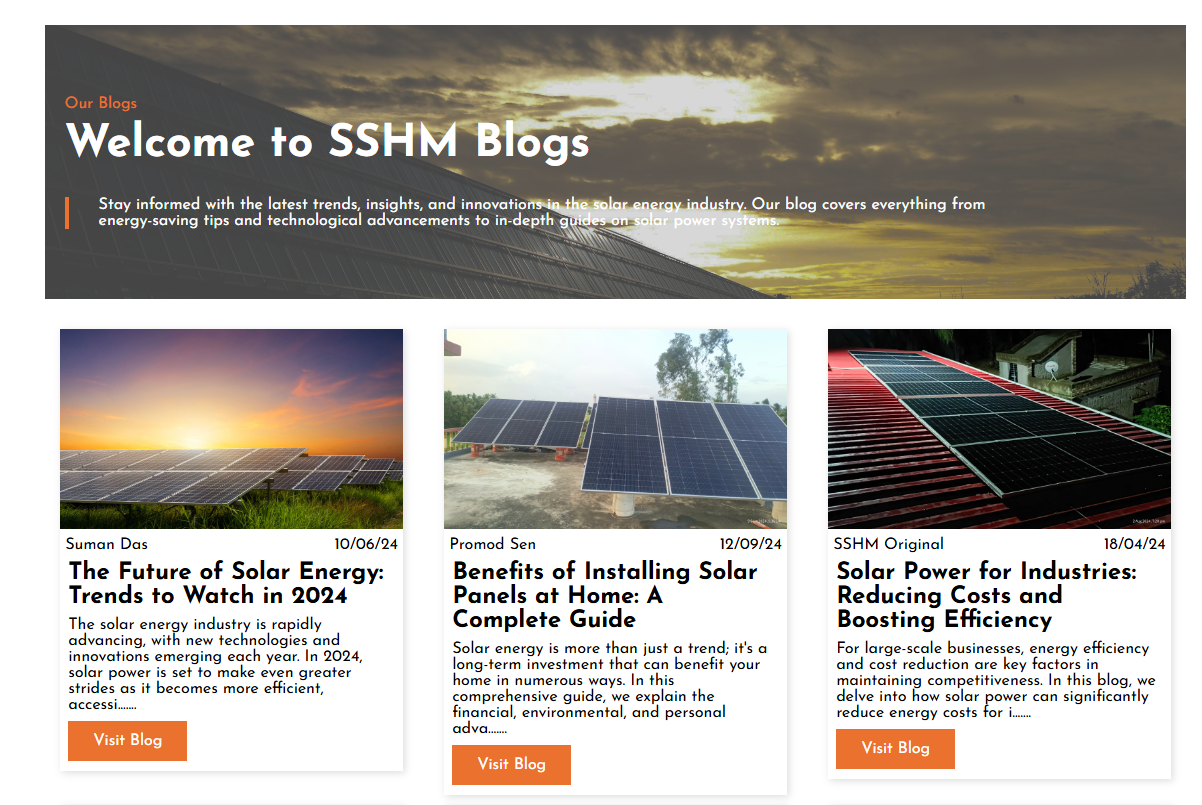 Our Blogs
Welcome to SSHM Blogs
Stay informed with the latest trends, insights, and innovations in the solar energy industry. Our blog covers everything from
energy-saving tips and technological advancements to in-depth guides on solar power systems.
Suman Das 10/06/24
The Future of Solar Energy:
Trends to Watch in 2024
The solar energy industry is rapidly
advancing, with new technologies and
innovations emerging each year. In 2024,
solar power is set to make even greater
strides as it becomes more efficient,
accessi.......
Visit Blog
Promod Sen 12/09/24
Benefits of Installing Solar
Panels at Home: A
Complete Guide
Solar energy is more than just a trend; it's a
long-term investment that can benefit your
home in numerous ways. In this
comprehensive guide, we explain the
financial, environmental, and personal
adva.......
Visit Blog
SSHM Original 18/04/24
Solar Power for Industries:
Reducing Costs and
Boosting Efficiency
For large-scale businesses, energy efficiency
and cost reduction are key factors in
maintaining competitiveness. In this blog, we
delve into how solar power can significantly
reduce energy costs for i.......
Visit Blog